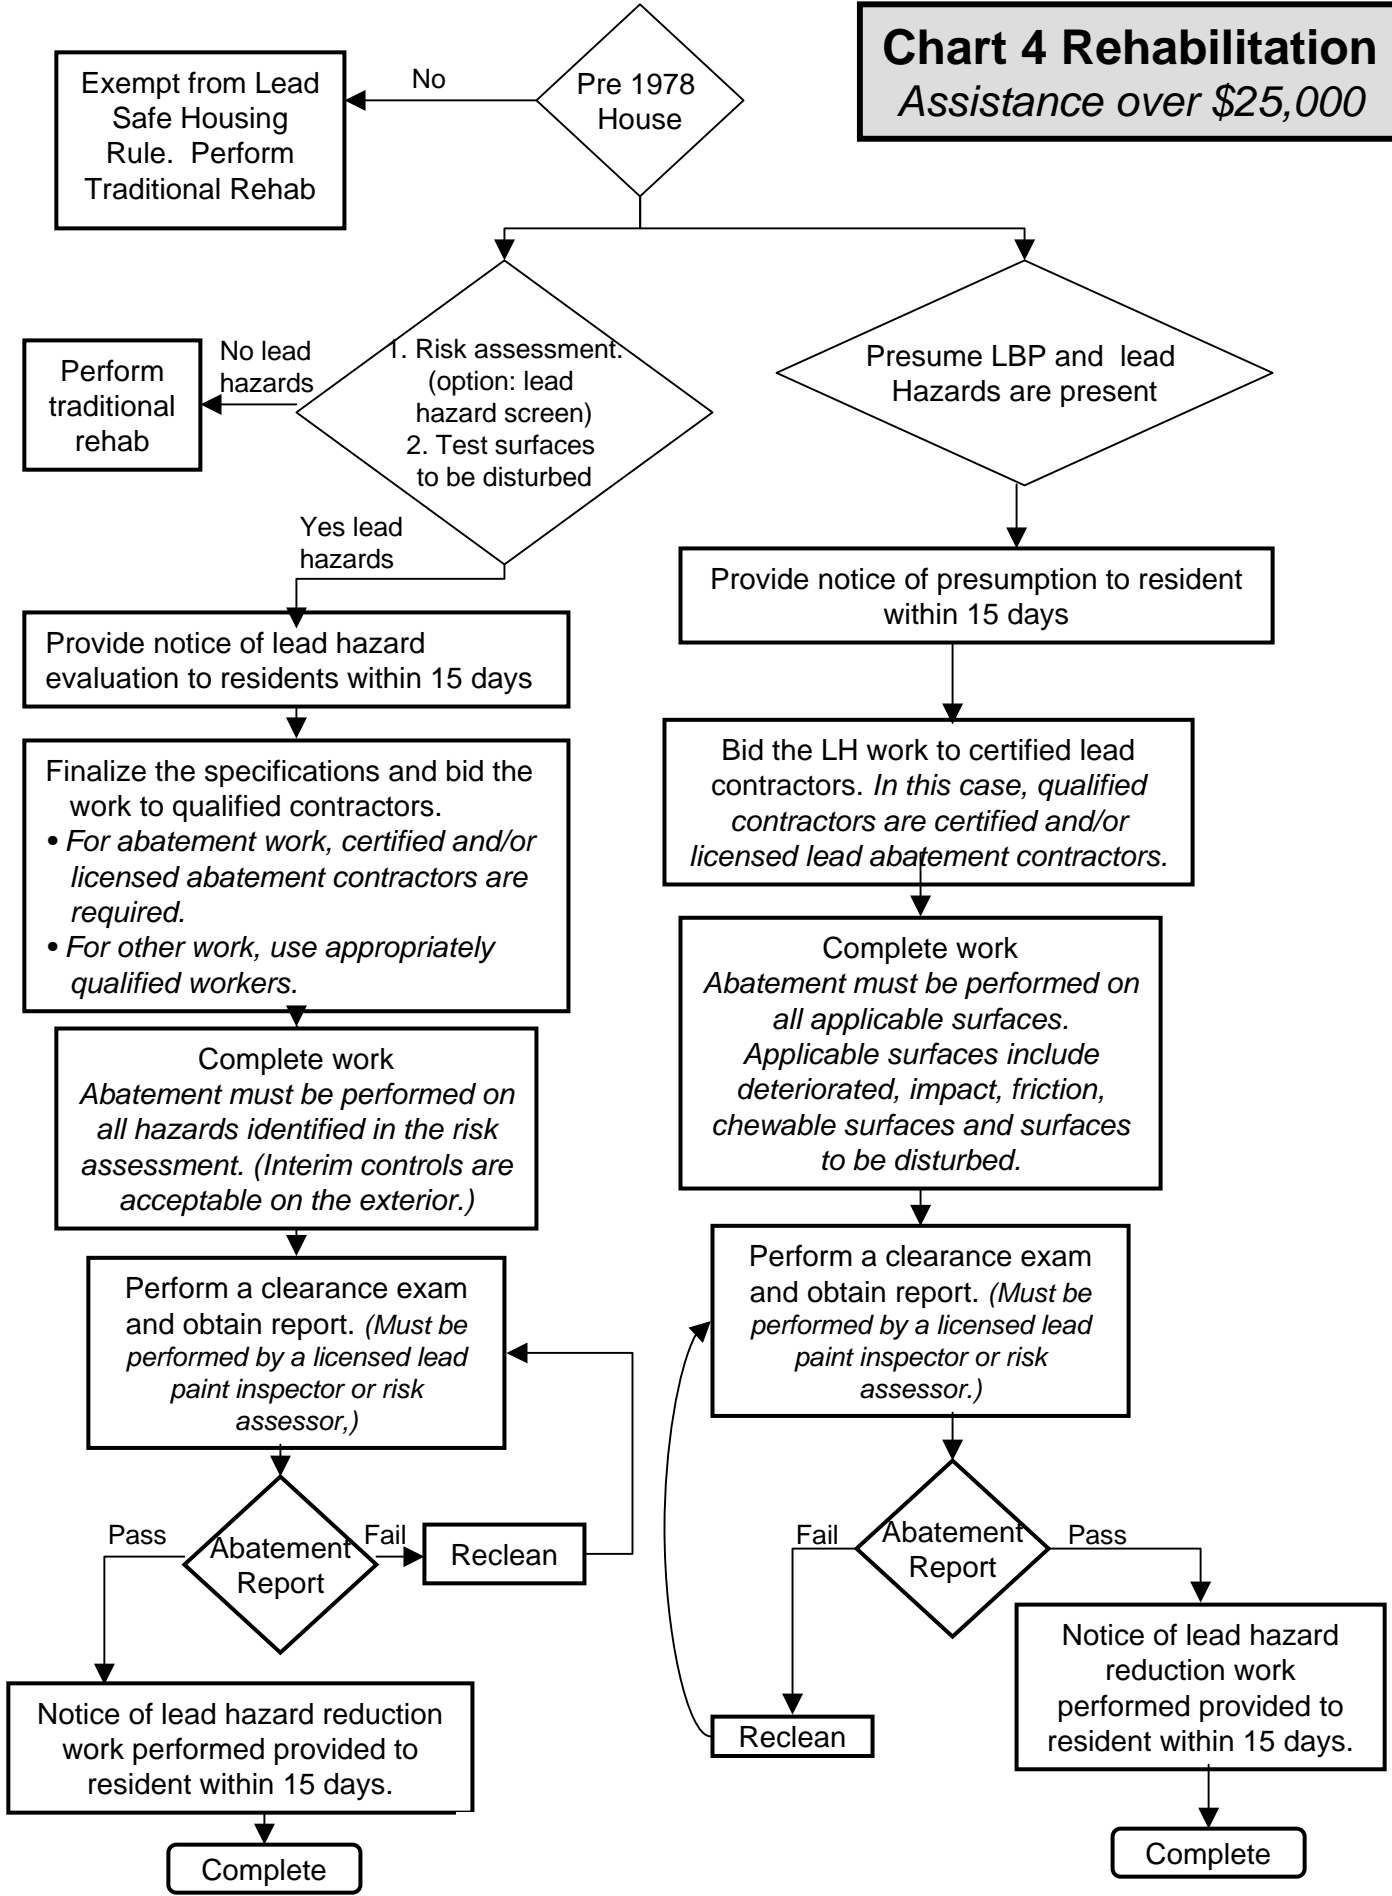 Chart 4 Rehabilitation
Assistance over $25,000
Pre 1978
House
No
Exempt from Lead
Safe Housing
Rule.  Perform
Traditional Rehab
1. Risk assessment.
(option: lead
hazard screen)
2. Test surfaces
to be disturbed
No lead
hazards
Perform
traditional
rehab
Yes lead
hazards
Provide notice of lead hazard
evaluation to residents within 15 days
Finalize the specifications and bid the
work to qualified contractors.
• For abatement work, certified and/or
licensed abatement contractors are
required.
• For other work, use appropriately
qualified workers.
Complete work
Abatement must be performed on
all hazards identified in the risk
assessment. (Interim controls are
acceptable on the exterior.)
Perform a clearance exam
and obtain report. (Must be
performed by a licensed lead
paint inspector or risk
assessor,)
Abatement
Report
Pass
Fail
Reclean
Notice of lead hazard reduction
work performed provided to
resident within 15 days.
Complete
Presume LBP and  lead
Hazards are present
Provide notice of presumption to resident
within 15 days
Bid the LH work to certified lead
contractors. In this case, qualified
contractors are certified and/or
licensed lead abatement contractors.
Complete work
Abatement must be performed on
all applicable surfaces.
Applicable surfaces include
deteriorated, impact, friction,
chewable surfaces and surfaces
to be disturbed.
Perform a clearance exam
and obtain report. (Must be
performed by a licensed lead
paint inspector or risk
assessor.)
Abatement
Report
Fail
Pass
Reclean
Notice of lead hazard
reduction work
performed provided to
resident within 15 days.
Complete